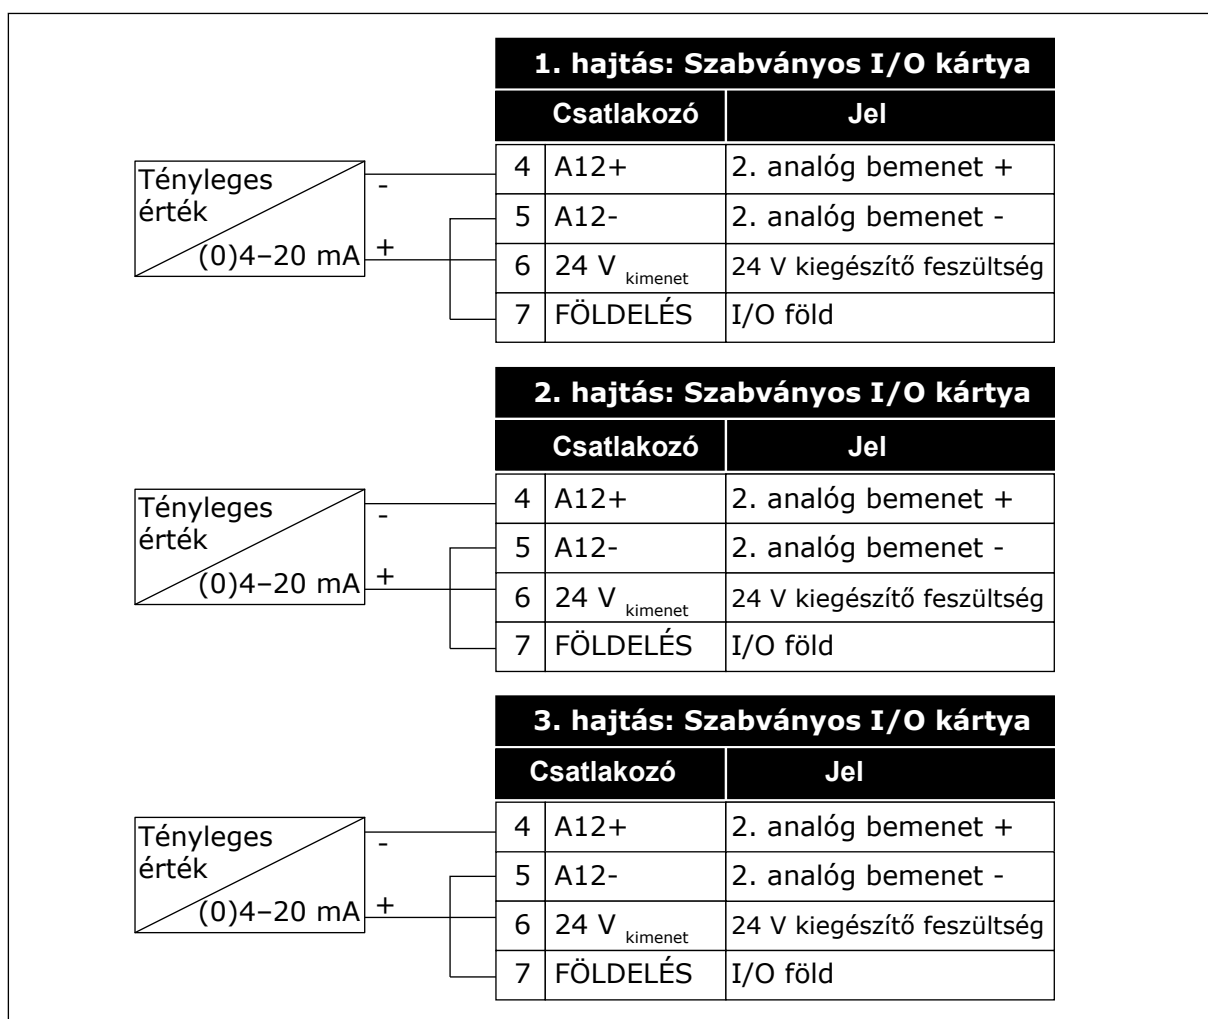 1. hajtás: Szabványos I/O kártya
Csatlakozó Jel
Tényleges
érték
(0)4–20 mA
-
+
4 A12+ 2. analóg bemenet +
5 A12- 2. analóg bemenet -
6 24 V kimenet 24 V kiegészítő feszültség
7 FÖLDELÉS I/O föld
2. hajtás: Szabványos I/O kártya
Csatlakozó Jel
Tényleges
érték
(0)4–20 mA
-
+
4 A12+ 2. analóg bemenet +
5 A12- 2. analóg bemenet -
6 24 V kimenet 24 V kiegészítő feszültség
7 FÖLDELÉS I/O föld
3. hajtás: Szabványos I/O kártya
Csatlakozó Jel
Tényleges
érték
(0)4–20 mA
-
+
4 A12+ 2. analóg bemenet +
5 A12- 2. analóg bemenet -
6 24 V kimenet 24 V kiegészítő feszültség
7 FÖLDELÉS I/O föld